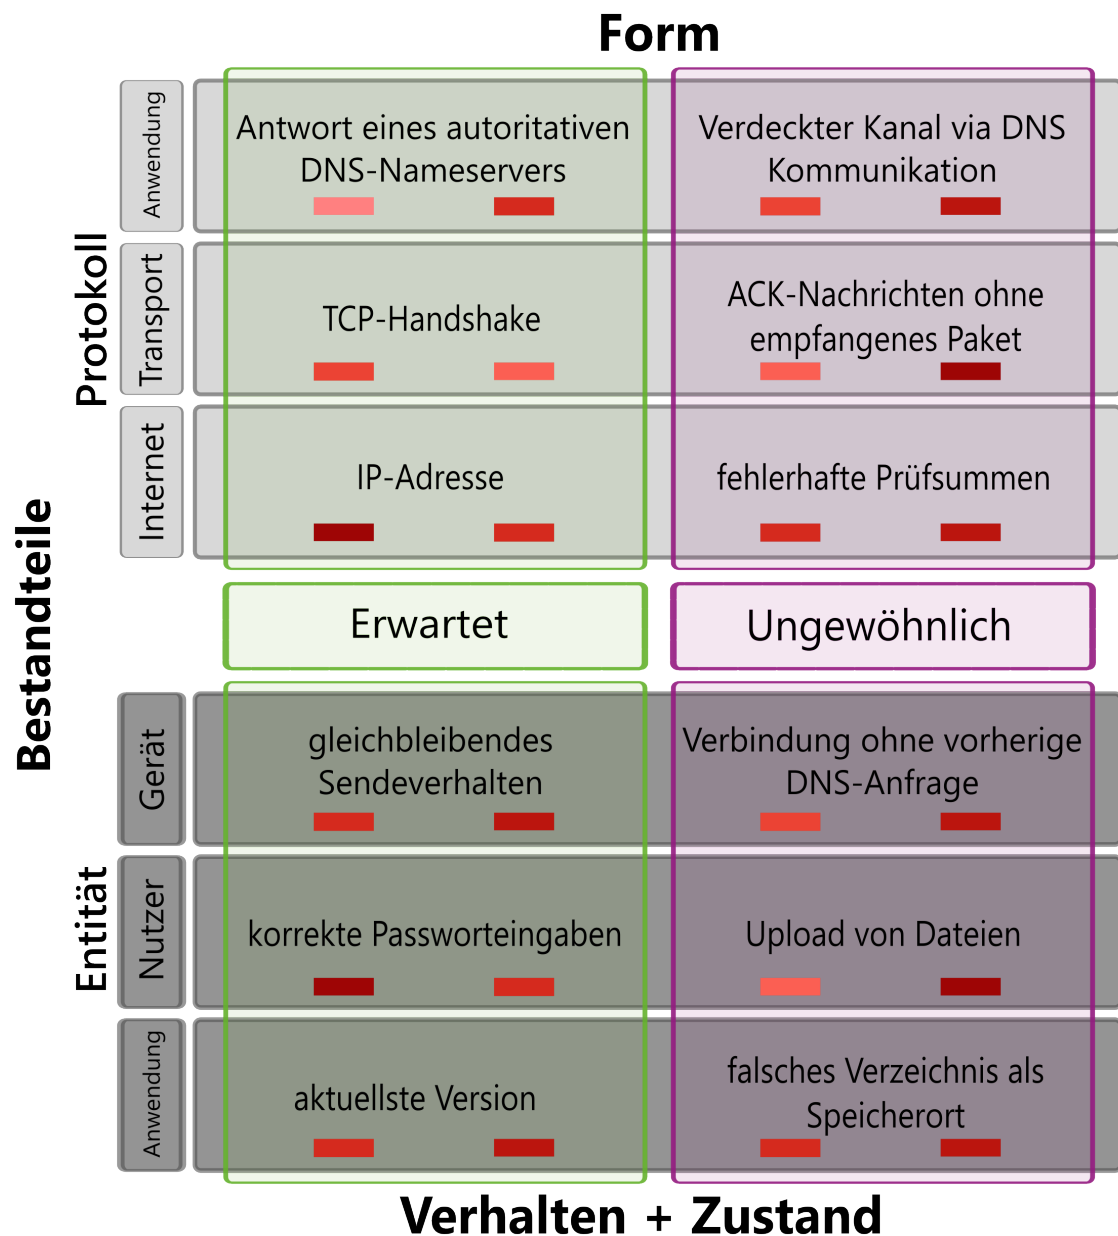 Form
Protokoll
Anwendung
Antwort eines autoritativen
DNS-Nameservers
Verdeckter Kanal via DNS
Kommunikation
Transport
TCP-Handshake
ACK-Nachrichten ohne
empfangenes Paket
Internet
IP-Adresse
fehlerhafte Prüfsummen
Bestandteile
Erwartet
Ungewöhnlich
Entität
Gerät
gleichbleibendes
Sendeverhalten
Verbindung ohne vorherige
DNS-Anfrage
Nutzer
korrekte Passworteingaben
Upload von Dateien
Anwendung
aktuellste Version
falsches Verzeichnis als
Speicherort
Verhalten + Zustand